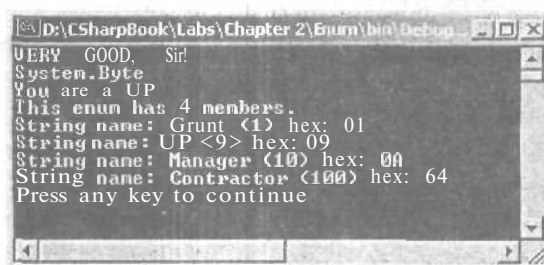 D:\CSharpBook\Labs\Chapter 2\Enum\bin\Debug...
VERY GOOD, Sir!
System.Byte
You are a UP
This enum has 4 members.
String name: Grunt (1) hex: 01
String name: UP <9> hex: 09
String name: Manager (10) hex: 0A
String name: Contractor (100) hex: 64
Press any key to continue